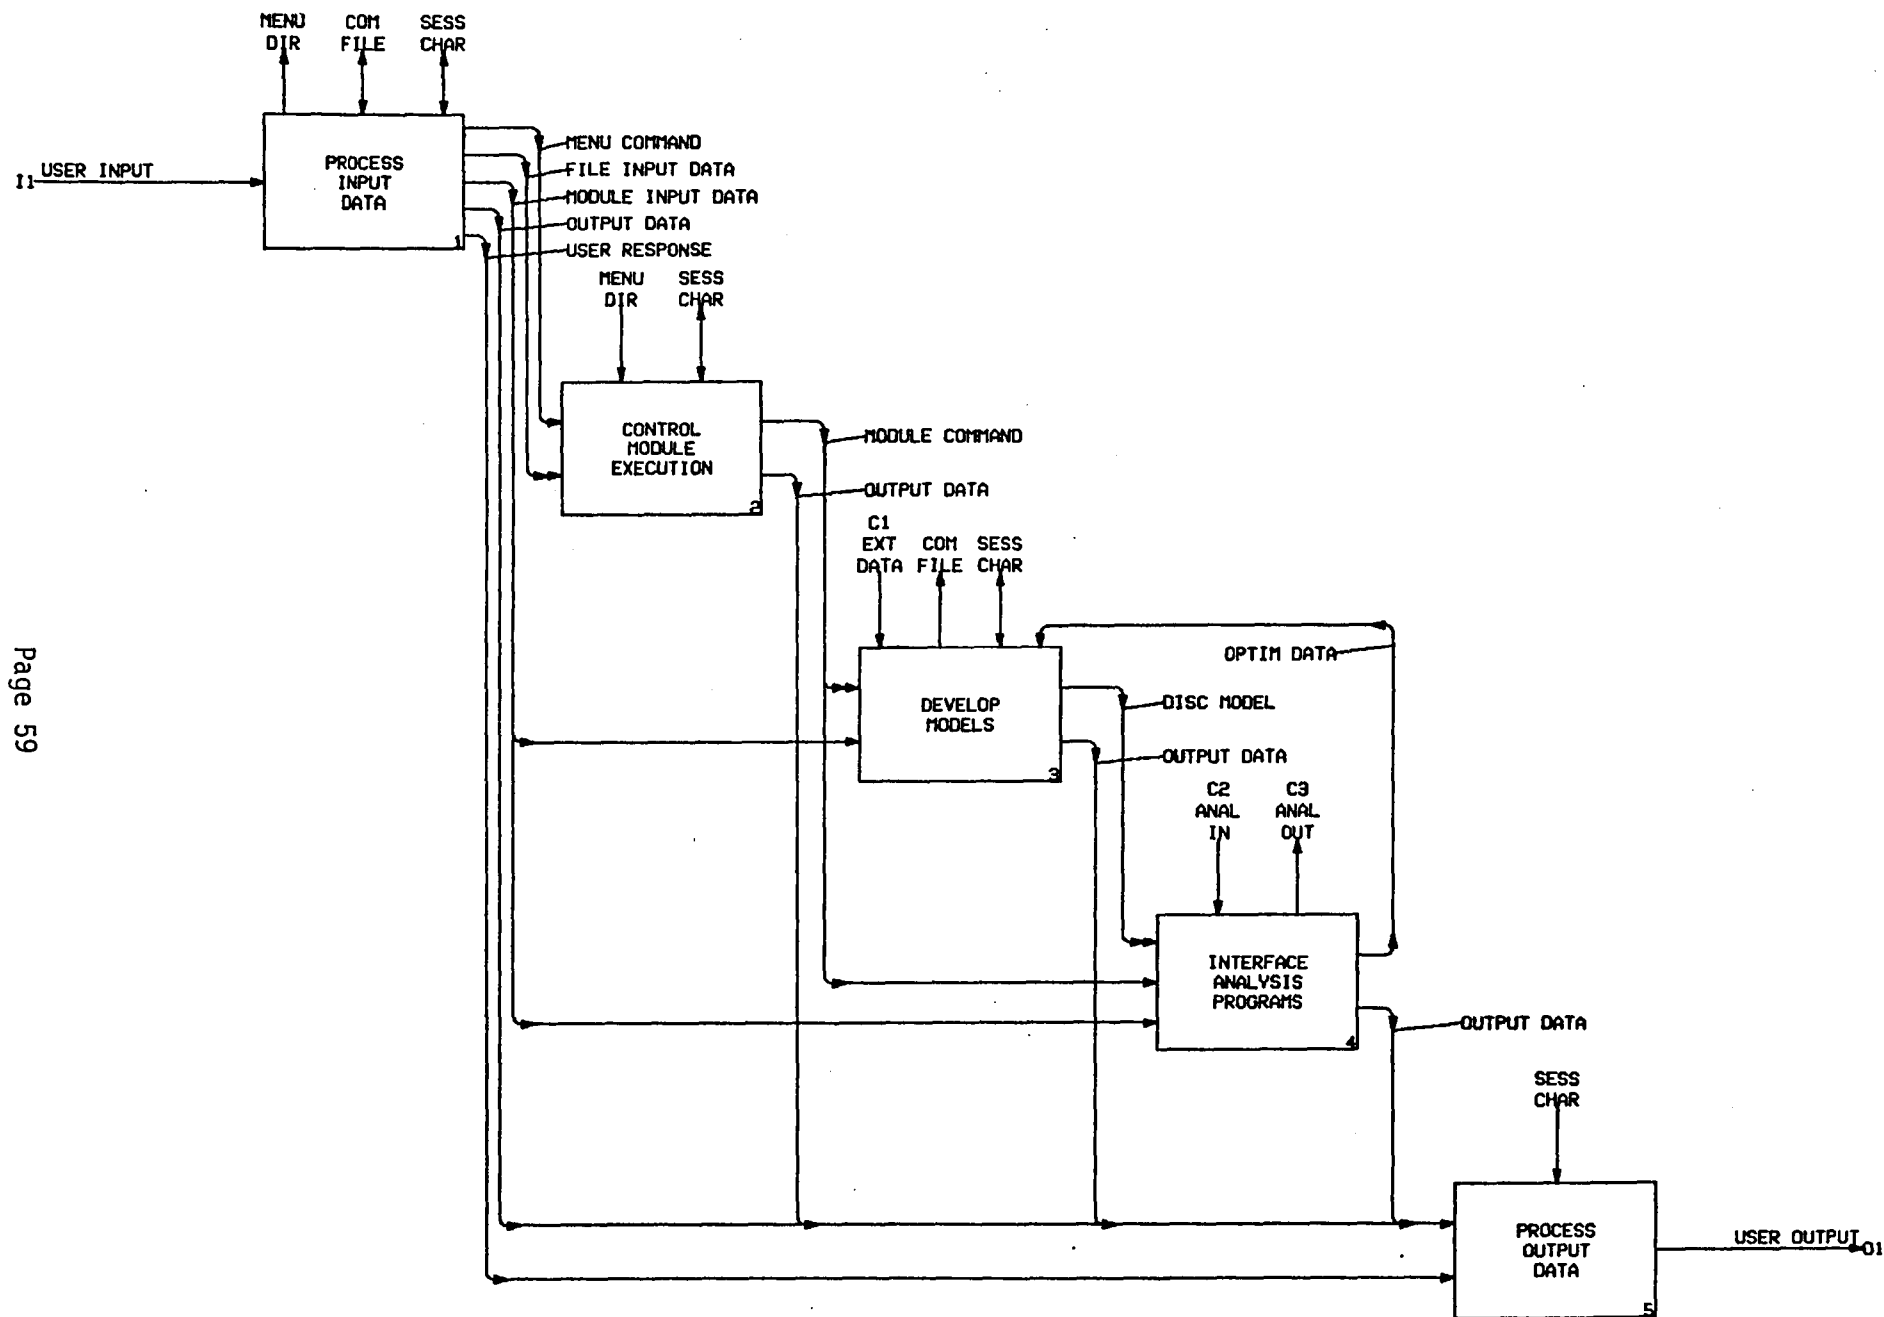 MENU DIR
COM FILE
SESS CHAR
I1 USER INPUT
PROCESS
INPUT
DATA
1
MENU COMMAND
FILE INPUT DATA
MODULE INPUT DATA
OUTPUT DATA
USER RESPONSE
MENU DIR
SESS CHAR
CONTROL
MODULE
EXECUTION
2
MODULE COMMAND
OUTPUT DATA
C1 EXT DATA
COM FILE
SESS CHAR
OPTIM DATA
DEVELOP
MODELS
3
DISC MODEL
OUTPUT DATA
C2 ANAL IN
C3 ANAL OUT
INTERFACE
ANALYSIS
PROGRAMS
4
OUTPUT DATA
SESS CHAR
PROCESS
OUTPUT
DATA
5
USER OUTPUT O1
Page 59